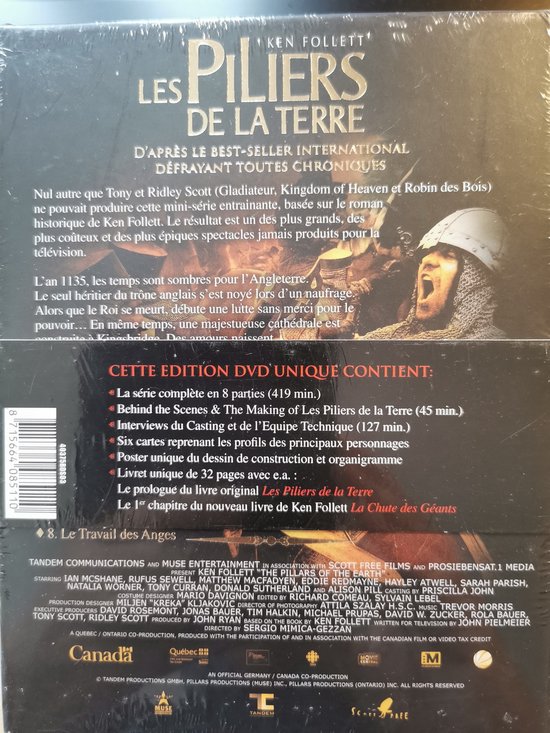 KEN FOLLETT
LES PiLIERS
DE LA TERRE
D'APRÈS LE BEST-SELLER INTERNATIONAL
DÉFRAYANT TOUTES CHRONIQUES
Nul autre que Tony et Ridley Scott (Gladiateur, Kingdom of Heaven et Robin des Bois)
ne pouvait produire cette mini-série entrainante, basée sur le roman
historique de Ken Follett. Le résultat est un des plus grands, des
plus coûteux et des plus épiques spectacles jamais produits pour la
télévision.
L'an 1135, les temps sont sombres pour l'Angleterre.
Le seul héritier du trône anglais s'est noyé lors d'un naufrage.
Alors que le Roi se meurt, débute une lutte sans merci pour le
pouvoir... En même temps, une majestueuse cathédrale est
construite à Kingsbridge. Des amours naissent
CETTE EDITION DVD UNIQUE CONTIENT:
La série complète en 8 parties (419 min.)
Behind the Scenes & The Making of Les Piliers de la Terre (45 min.)
Interviews du Casting et de l'Equipe Technique (127 min.)
Six cartes reprenant les profils des principaux personnages
Poster unique du dessin de construction et organigramme
Livret unique de 32 pages avec e.a. :
Le prologue du livre original Les Piliers de la Terre
Le 1er chapitre du nouveau livre de Ken Follett La Chute des Géants
8 715664 085110
♦ 8. Le Travail des Anges
TANDEM COMMUNICATIONS AND MUSE ENTERTAINMENT IN ASSOCIATION WITH SCOTT FREE FILMS AND PROSIEBENSAT.1 MEDIA
PRESENT KEN FOLLETT "THE PILLARS OF THE EARTH"
STARRING IAN MCSHANE, RUFUS SEWELL, MATTHEW MACFADYEN, EDDIE REDMAYNE, HAYLEY ATWELL, SARAH PARISH,
NATALIA WORNER, TONY CURRAN, DONALD SUTHERLAND AND ALISON PILL CASTING BY PRISCILLA JOHN
COSTUME DESIGNER MARIO DAVIGNON EDITED BY RICHARD COMEAU, SYLVAIN LEBEL
PRODUCTION DESIGNER MILJEN "KREKA" KLJAKOVIC DIRECTOR OF PHOTOGRAPHY ATTILA SZALAY H.S.C. MUSIC TREVOR MORRIS
EXECUTIVE PRODUCERS DAVID ROSEMONT, JONAS BAUER, TIM HALKIN, MICHAEL PRUPAS, DAVID W. ZUCKER, ROLA BAUER,
TONY SCOTT, RIDLEY SCOTT PRODUCED BY JOHN RYAN BASED ON THE BOOK BY KEN FOLLETT WRITTEN FOR TELEVISION BY JOHN PIELMEIER
DIRECTED BY SERGIO MIMICA-GEZZAN
A QUEBEC / ONTARIO CO-PRODUCTION, PRODUCED WITH THE PARTICIPATION OF AND IN ASSOCIATION WITH THE CANADIAN FILM OR VIDEO TAX CREDIT
Canada Québec
AN OFFICIAL GERMANY / CANADA CO-PRODUCTION
© TANDEM PRODUCTIONS GMBH, PILLARS PRODUCTIONS (MUSE) INC., PILLARS PRODUCTIONS (ONTARIO) INC. ALL RIGHTS RESERVED
MUSE TC TANDEM SCOTT FREE